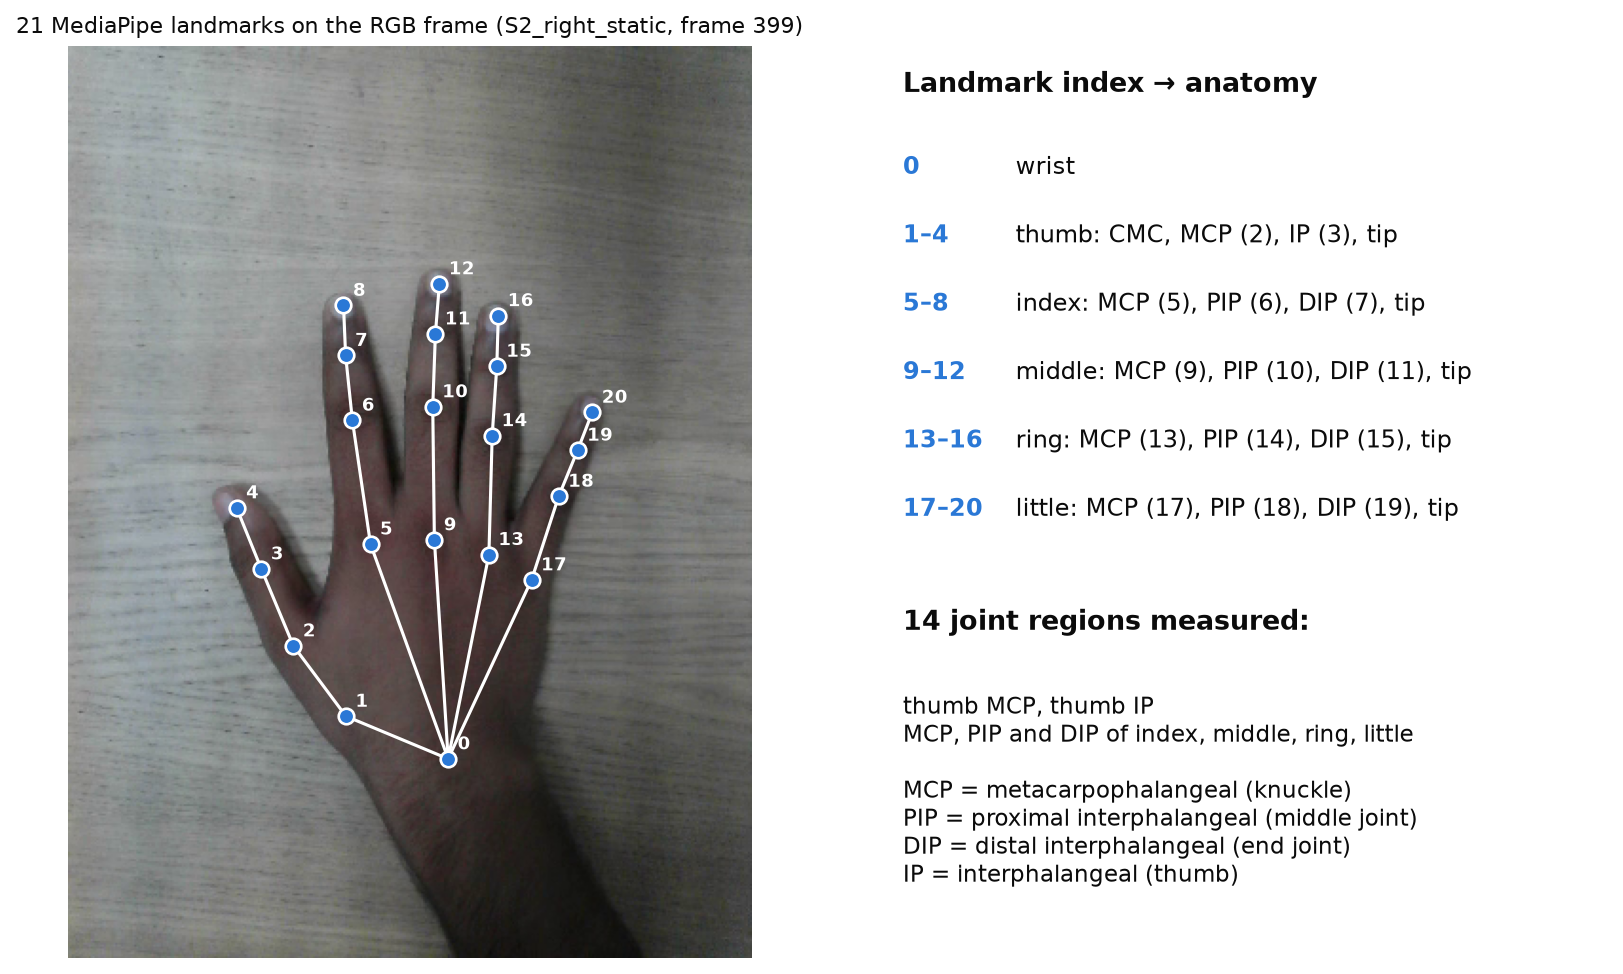 21 MediaPipe landmarks on the RGB frame (S2_right_static, frame 399)
12
8
16
11
7
15
10
20
6
14
19
18
4
9
5
13
3
17
2
1
0
Landmark index → anatomy
0 wrist
1–4 thumb: CMC, MCP (2), IP (3), tip
5–8 index: MCP (5), PIP (6), DIP (7), tip
9–12 middle: MCP (9), PIP (10), DIP (11), tip
13–16 ring: MCP (13), PIP (14), DIP (15), tip
17–20 little: MCP (17), PIP (18), DIP (19), tip
14 joint regions measured:
thumb MCP, thumb IP
MCP, PIP and DIP of index, middle, ring, little
MCP = metacarpophalangeal (knuckle)
PIP = proximal interphalangeal (middle joint)
DIP = distal interphalangeal (end joint)
IP = interphalangeal (thumb)